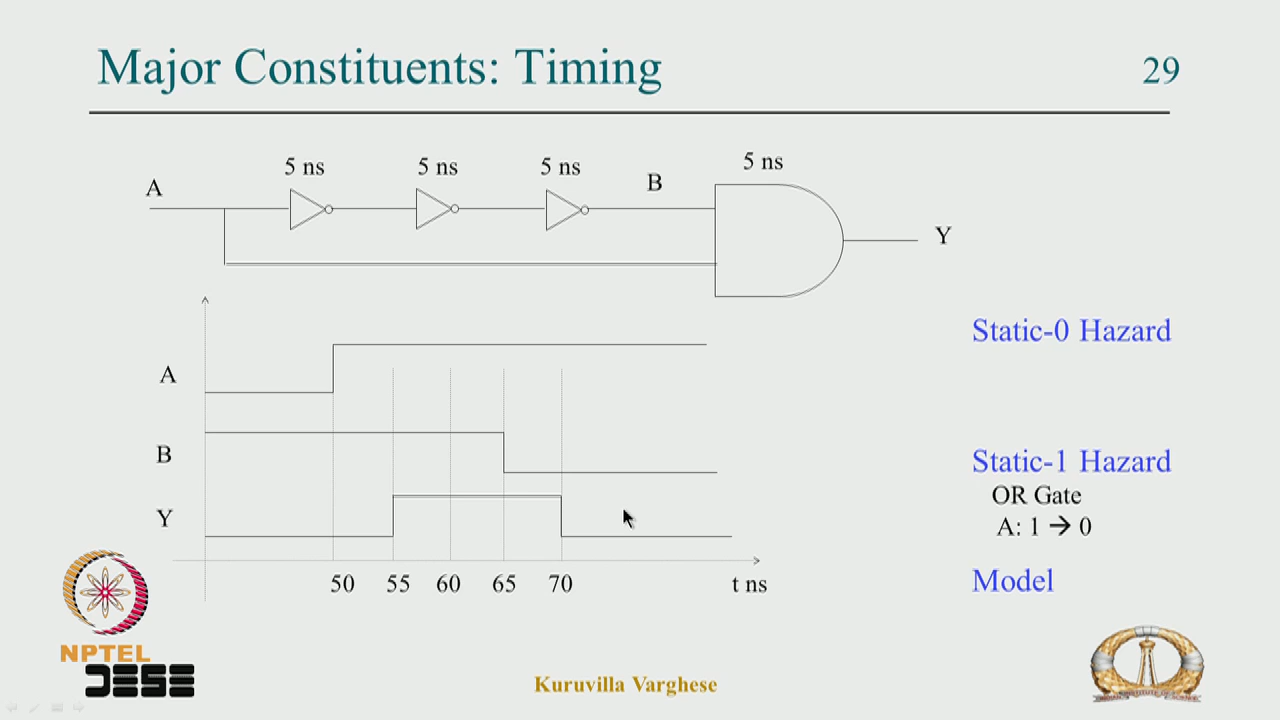 Major Constituents: Timing
29
5 ns
5 ns
5 ns
5 ns
A
B
Y
Static-0 Hazard
A
B
Static-1 Hazard
OR Gate
Y
A: 1 → 0
50 55 60 65 70 t ns
Model
NPTEL
Kuruvilla Varghese